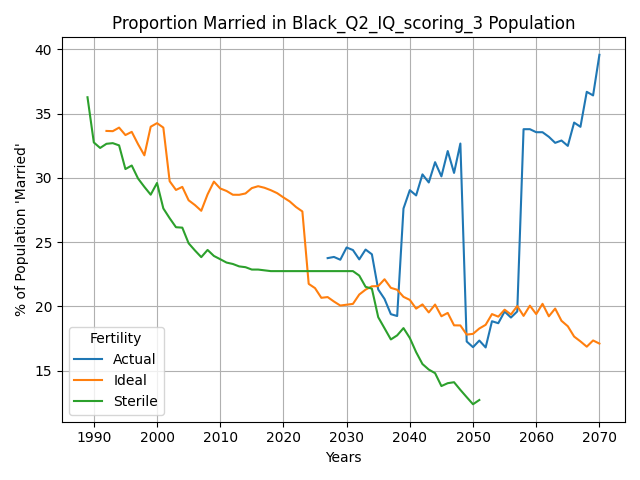 Proportion Married in Black_Q2_IQ_scoring_3 Population
% of Population 'Married'
40
35
30
25
20
15
Fertility
Actual
Ideal
Sterile
1990 2000 2010 2020 2030 2040 2050 2060 2070
Years